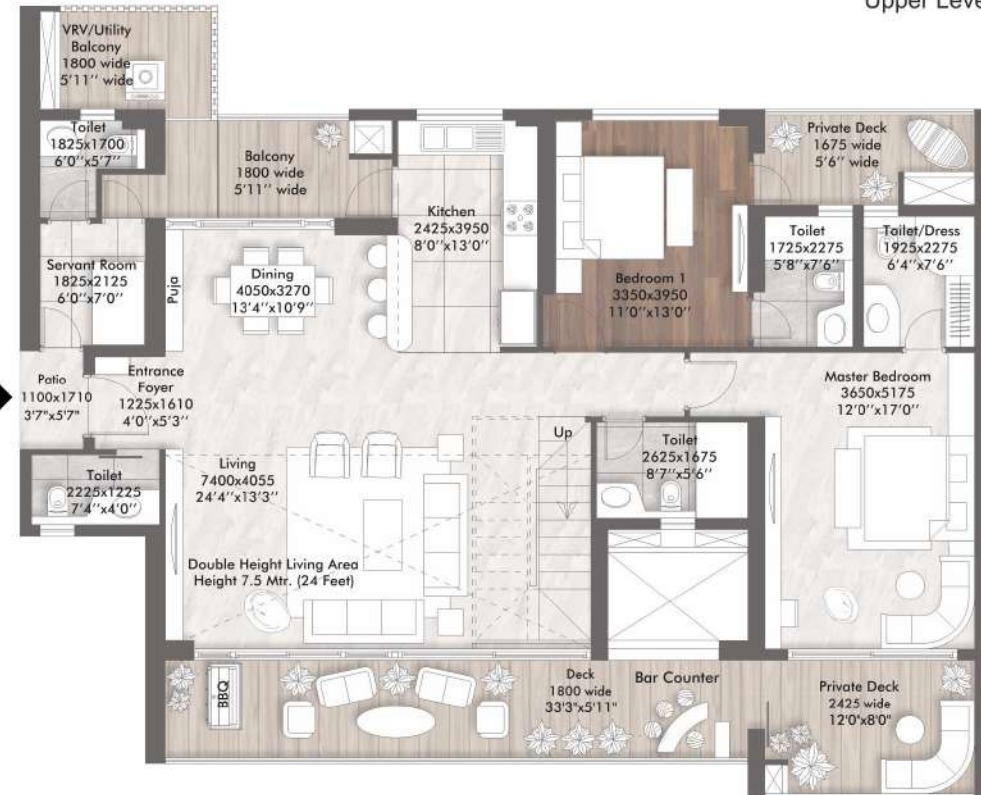 Upper Leve
VRV/Utility
Balcony
1800 wide
5'11'' wide
Toilet
1825x1700
6'0''x5'7''
Balcony
1800 wide
5'11'' wide
Kitchen
2425x3950
8'0''x13'0''
Private Deck
1675 wide
5'6'' wide
Servant Room
1825x2125
6'0''x7'0''
Puja
Dining
4050x3270
13'4''x10'9''
Bedroom 1
3350x3950
11'0''x13'0''
Toilet
1725x2275
5'8''x7'6''
Toilet/Dress
1925x2275
6'4''x7'6''
Patio
1100x1710
3'7"x5'7"
Entrance
Foyer
1225x1610
4'0''x5'3''
Master Bedroom
3650x5175
12'0''x17'0''
Up
Toilet
2625x1675
8'7''x5'6''
Toilet
2225x1225
7'4''x4'0''
Living
7400x4055
24'4''x13'3''
Double Height Living Area
Height 7.5 Mtr. (24 Feet)
BBQ
Deck
1800 wide
33'3"x5'11"
Bar Counter
Private Deck
2425 wide
12'0"x8'0"